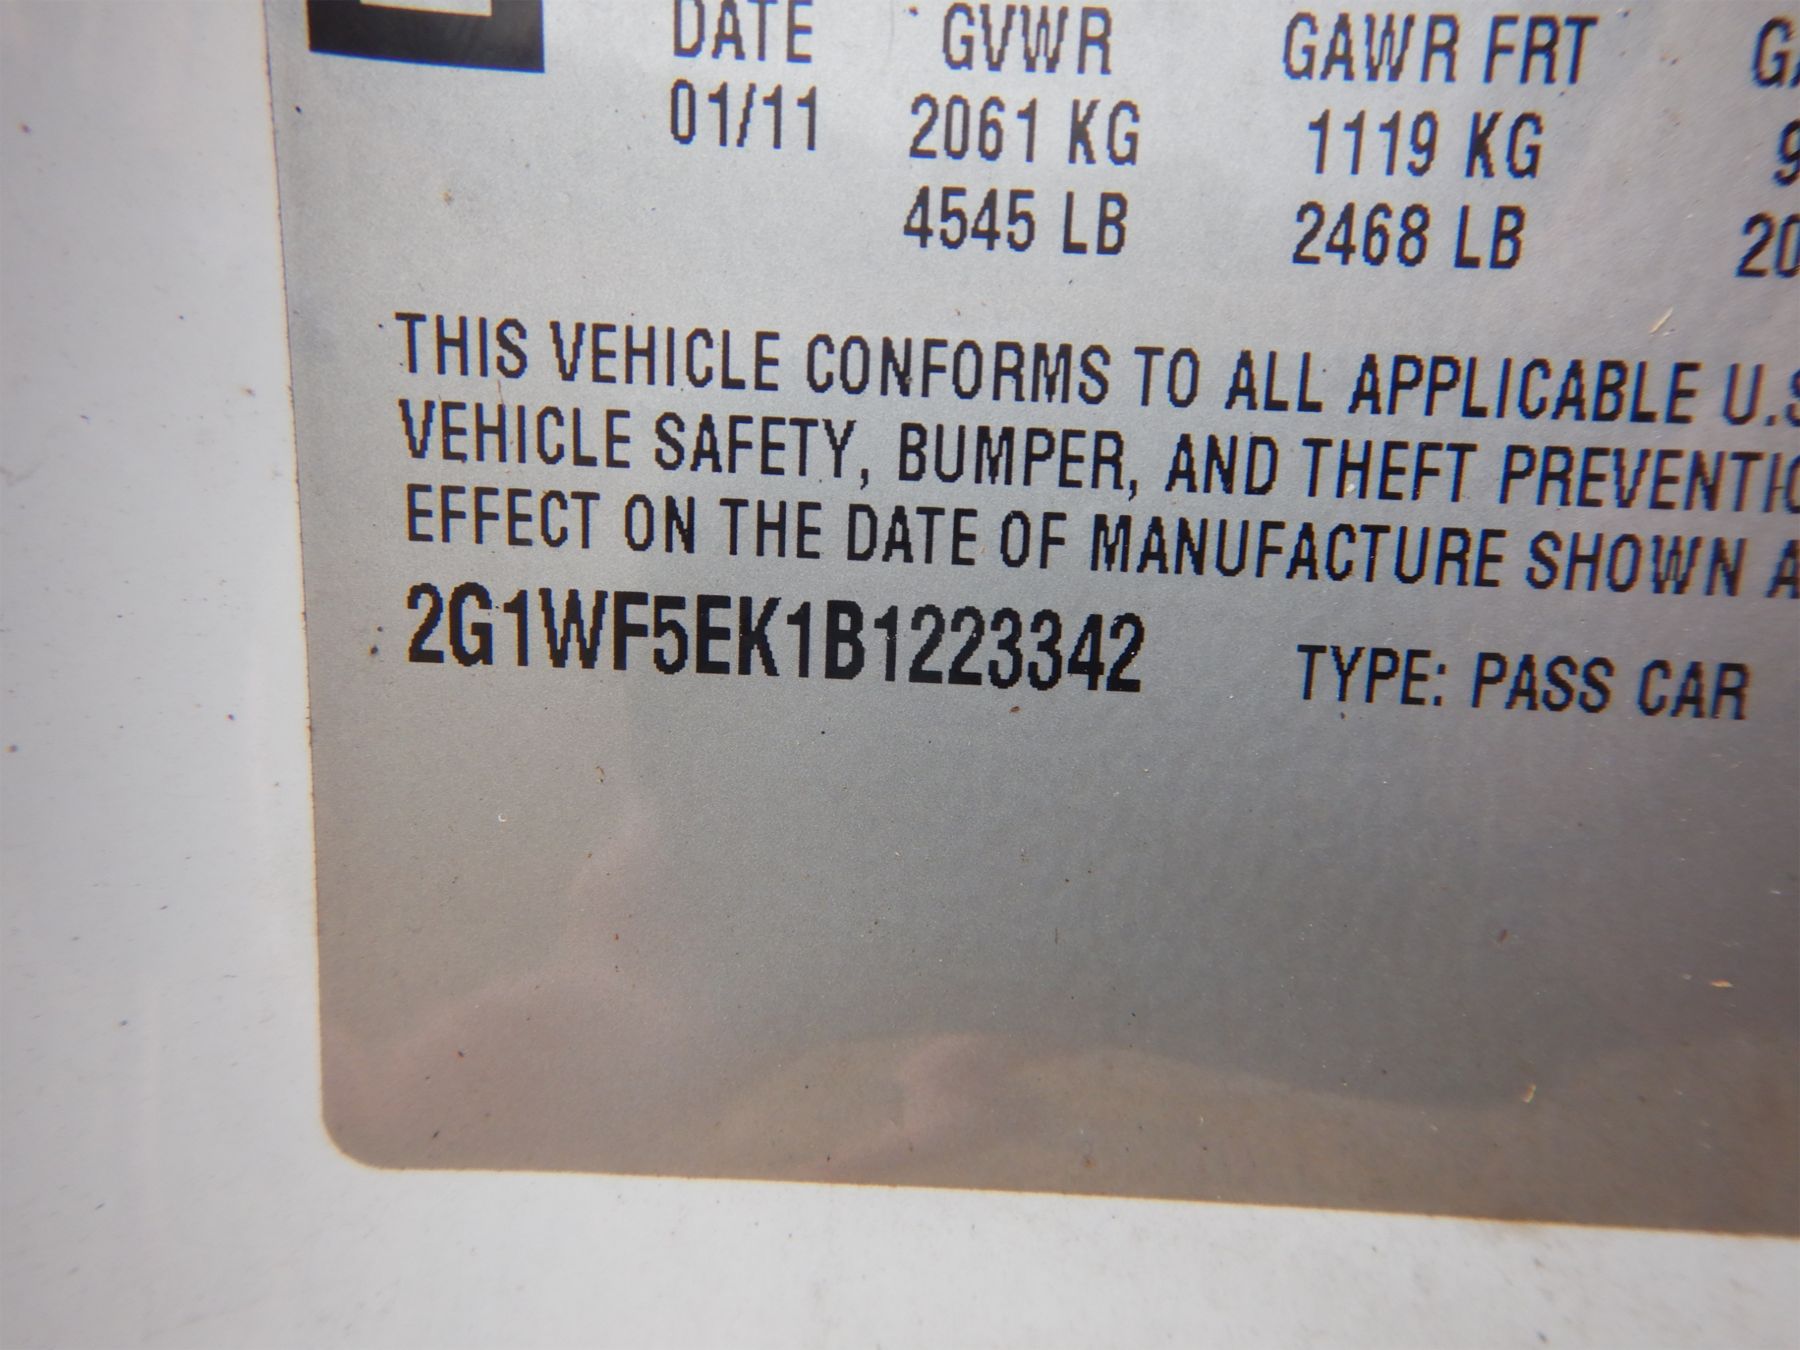 DATE GVWR GAWR FRT
01/11 2061 KG 1119 KG
4545 LB 2468 LB
THIS VEHICLE CONFORMS TO ALL APPLICABLE U.S
VEHICLE SAFETY, BUMPER, AND THEFT PREVENTIO
EFFECT ON THE DATE OF MANUFACTURE SHOWN A
2G1WF5EK1B1223342 TYPE: PASS CAR